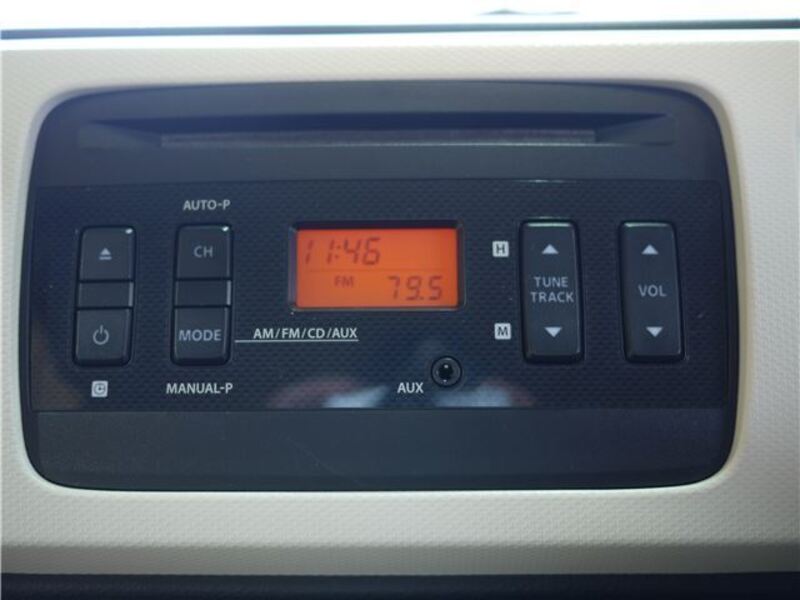 AUTO-P
CH
MODE
MANUAL-P
AM/FM/CD/AUX
11:46
FM
79.5
AUX
H
M
TUNE
TRACK
VOL